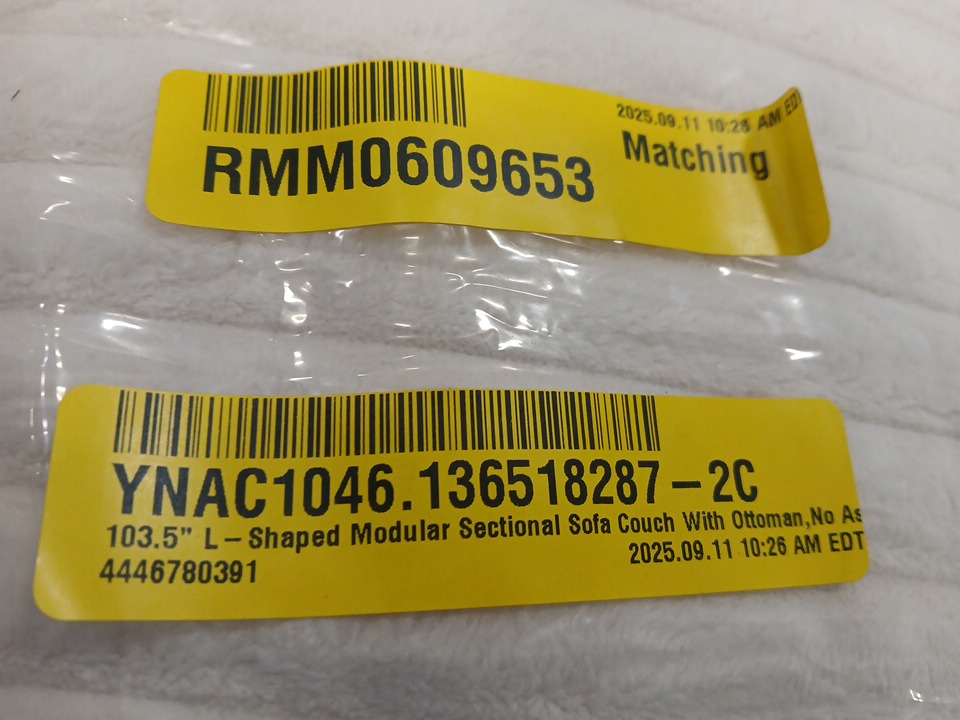 2025.09.11 10:26 AM EDT
RMM0609653
Matching
YNAC1046.136518287-2C
103.5" L-Shaped Modular Sectional Sofa Couch With Ottoman,No As
2025.09.11 10:26 AM EDT
4446780391